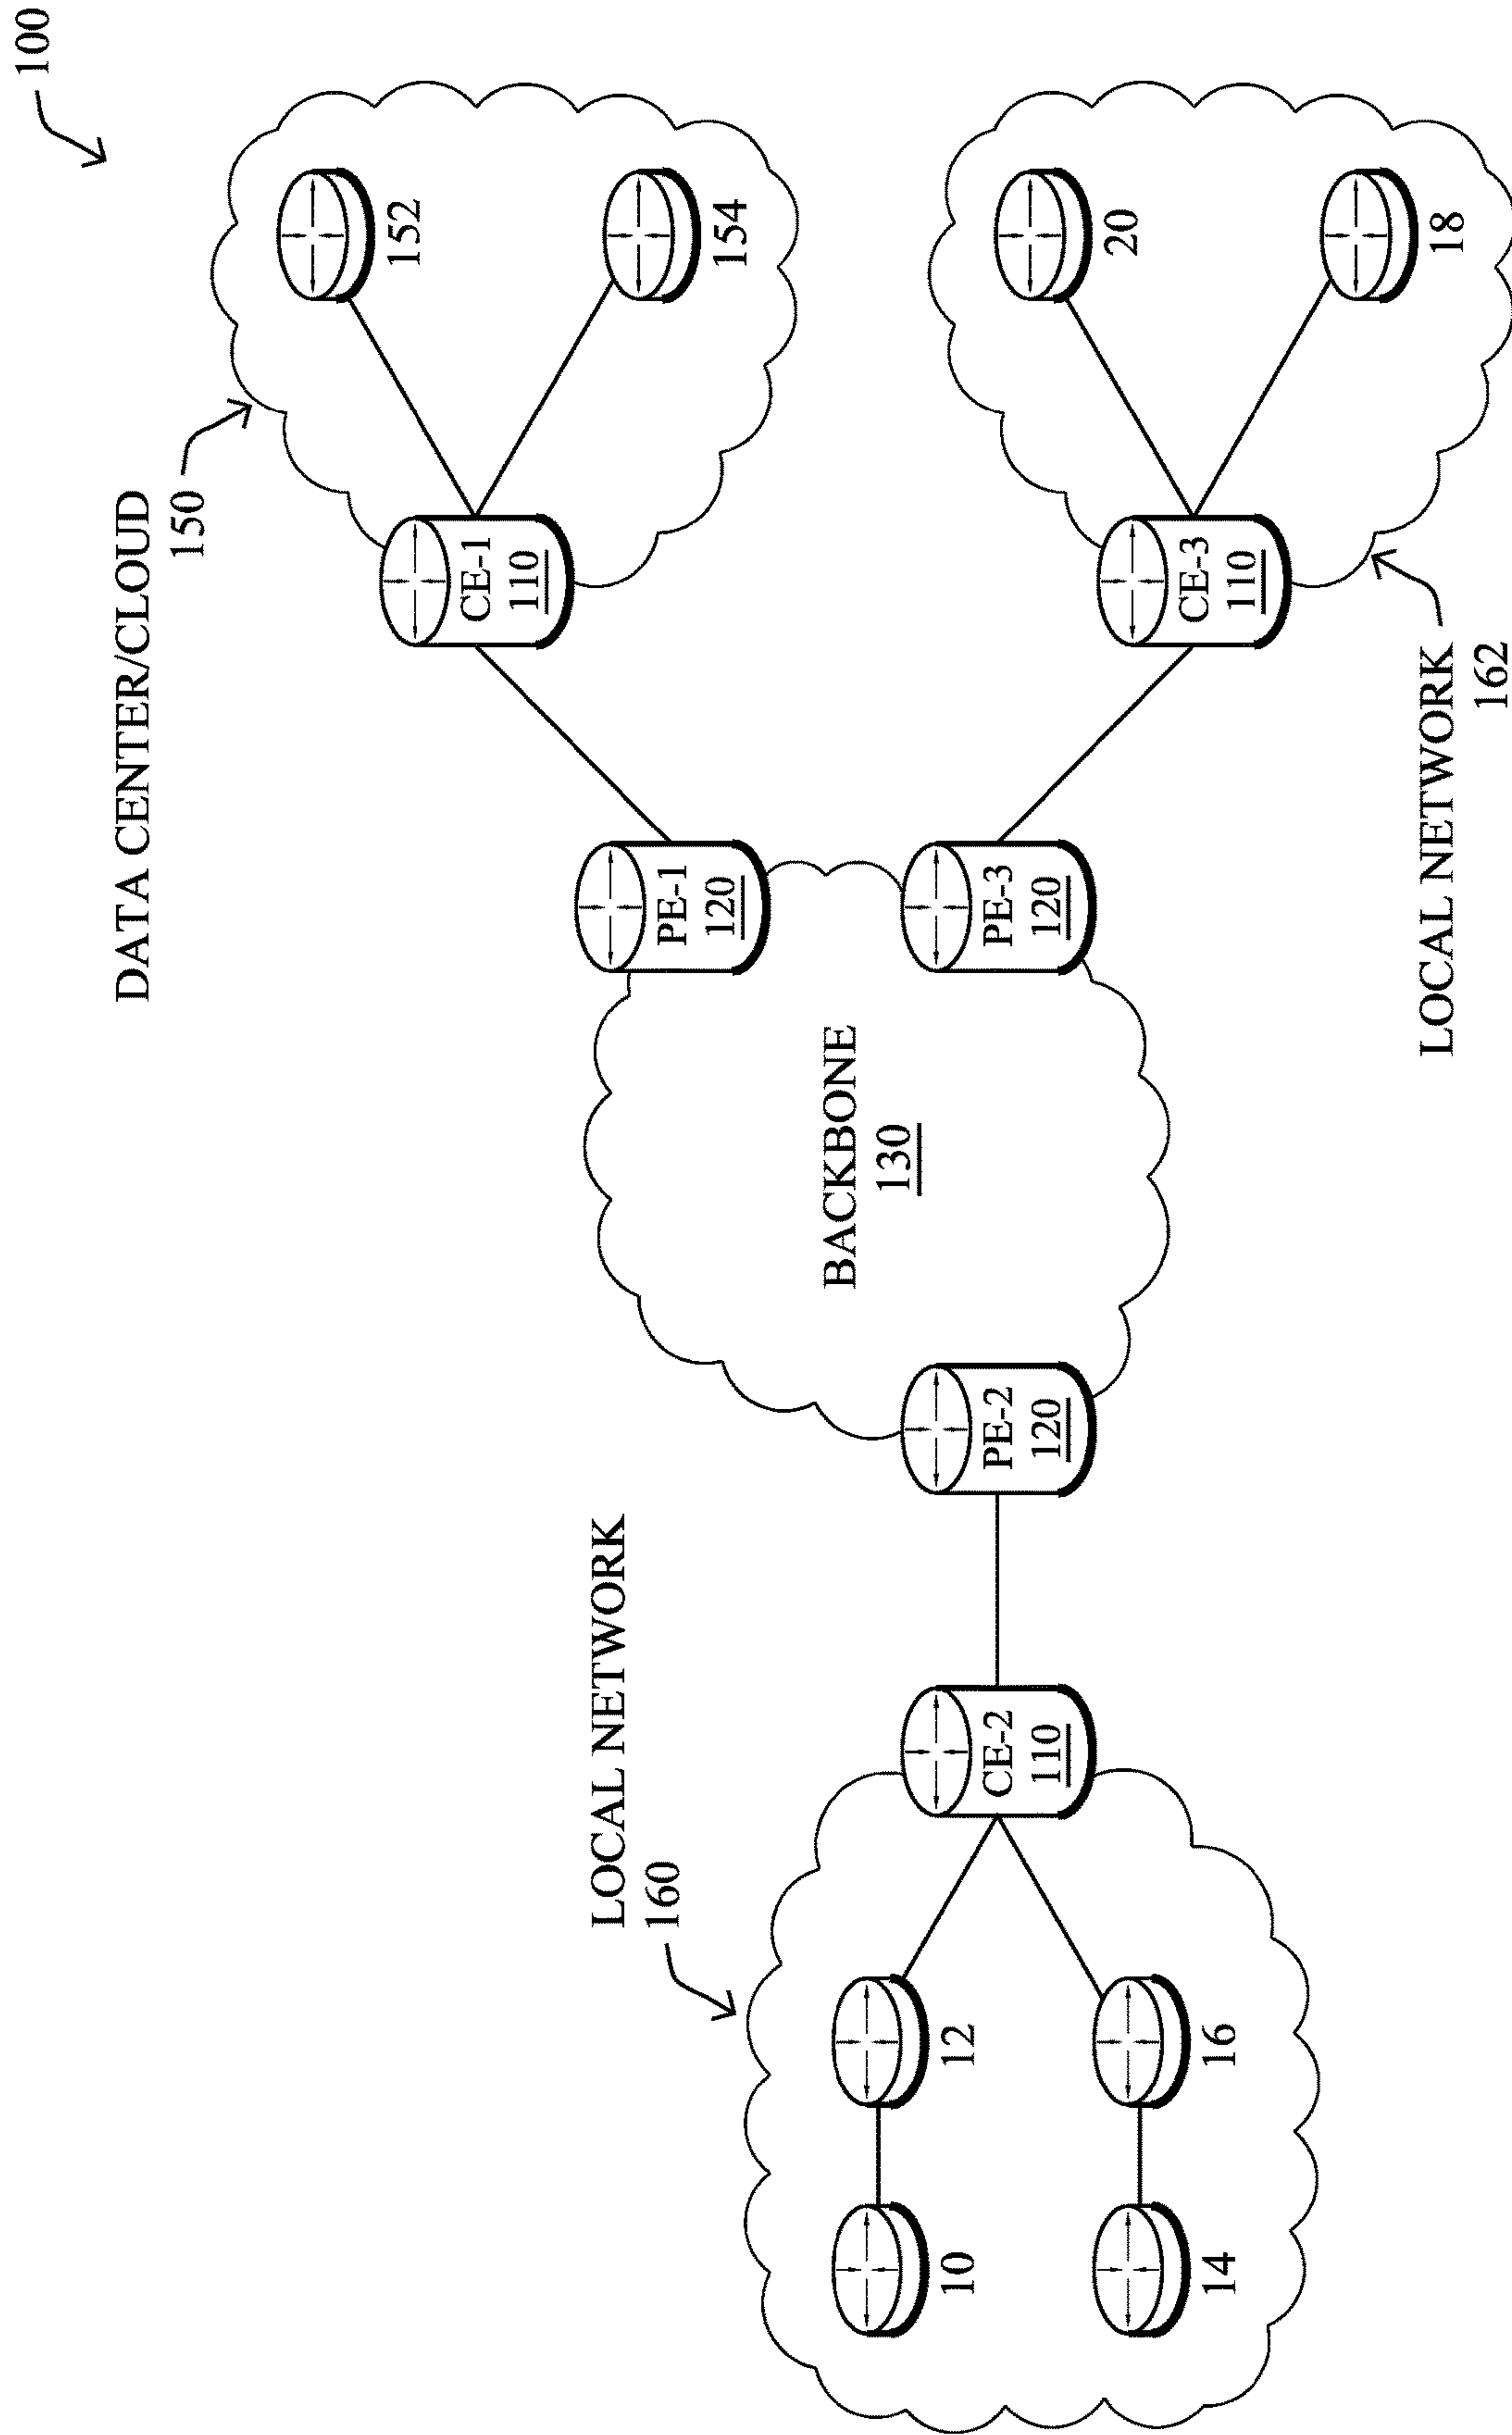 100
DATA CENTER/CLOUD
150
152
154
CE-1
110
PE-1
120
BACKBONE
130
PE-3
120
CE-3
110
20
18
LOCAL NETWORK
162
PE-2
120
LOCAL NETWORK
160
CE-2
110
12
10
16
14